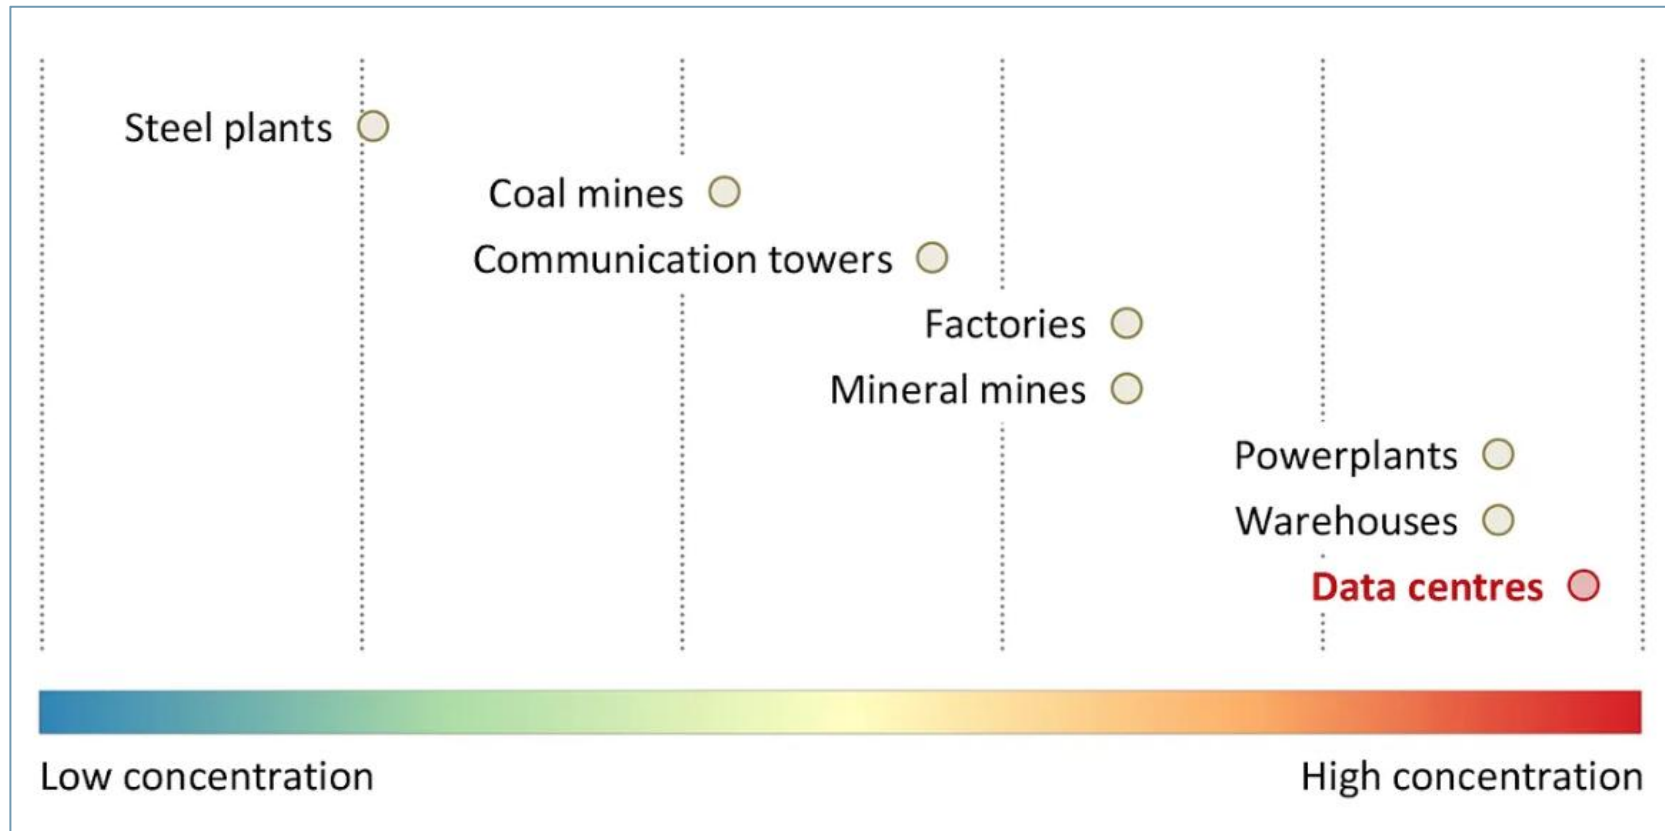 Steel plants
Coal mines
Communication towers
Factories
Mineral mines
Powerplants
Warehouses
Data centres
Low concentration
High concentration